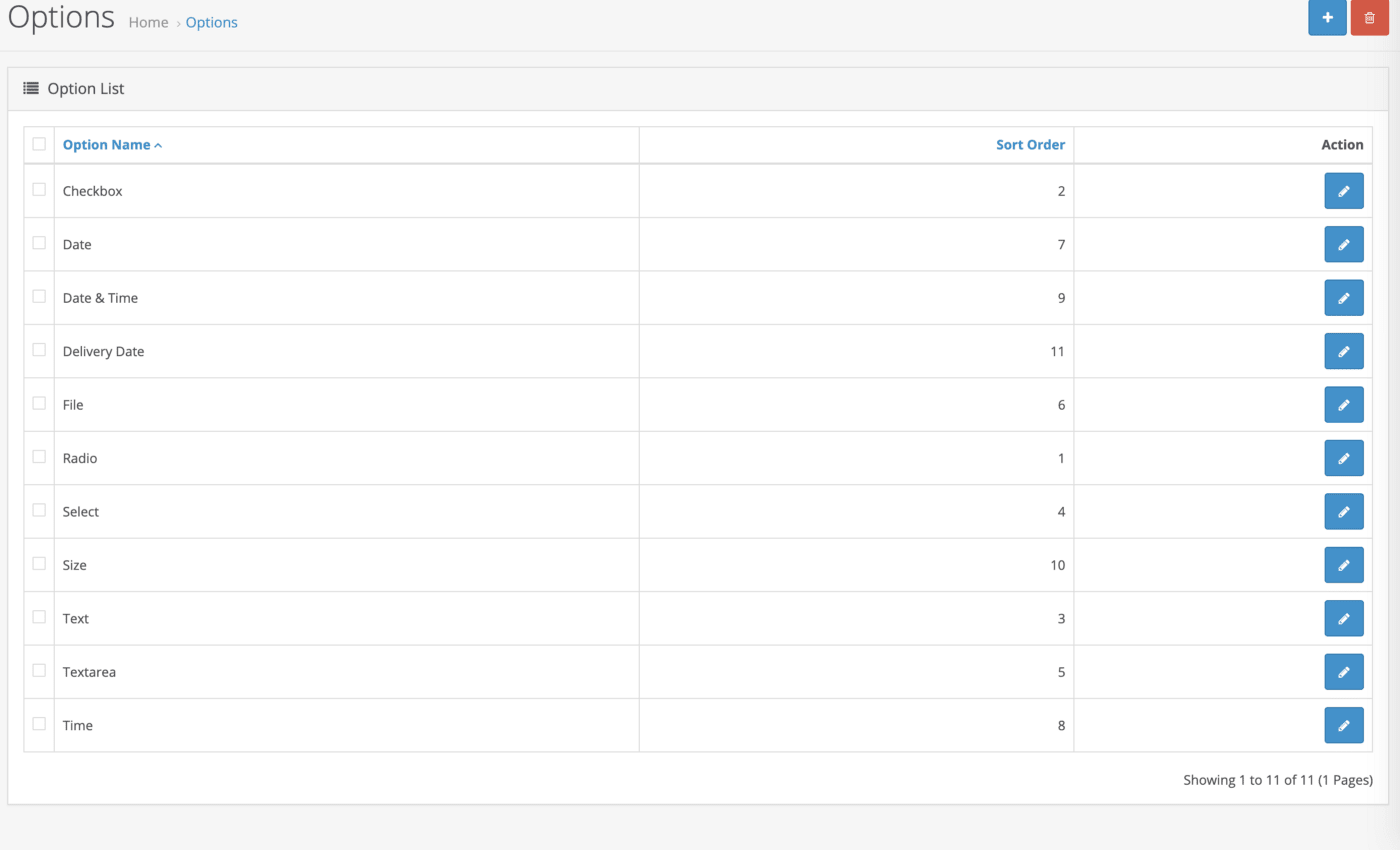 Options Home › Options
Option List
Option Name Sort Order Action
Checkbox 2
Date 7
Date & Time 9
Delivery Date 11
File 6
Radio 1
Select 4
Size 10
Text 3
Textarea 5
Time 8
Showing 1 to 11 of 11 (1 Pages)